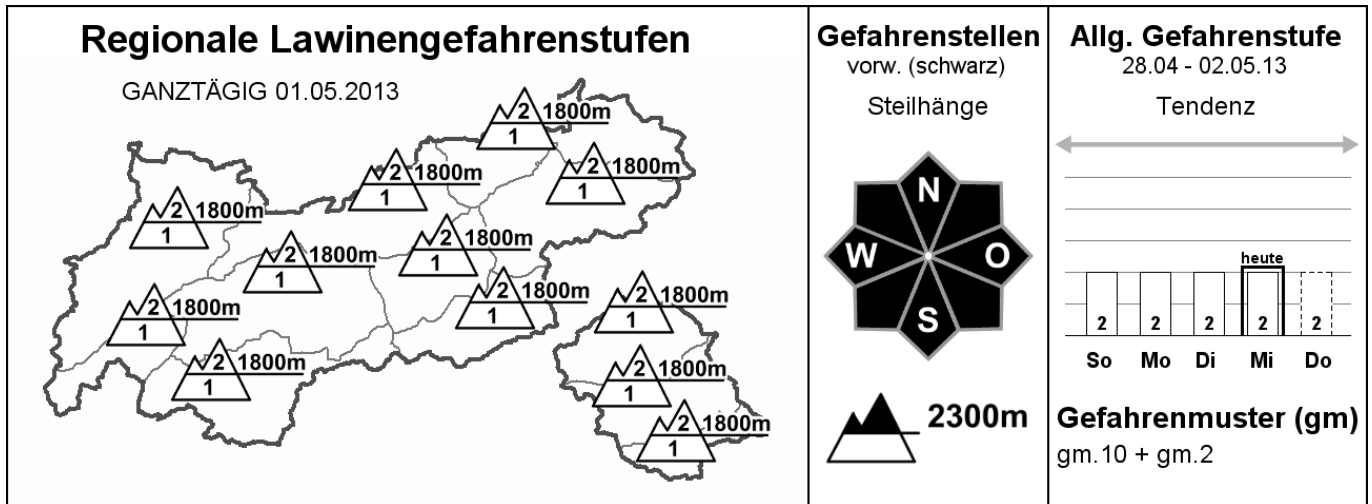 Regionale Lawinengefahrenstufen
GANZTÄGIG 01.05.2013
2 1800m
1
2 1800m
1
2 1800m
1
2 1800m
1
2 1800m
1
2 1800m
1
2 1800m
1
2 1800m
1
2 1800m
1
2 1800m
1
2 1800m
1
2 1800m
1
Gefahrenstellen
vorw. (schwarz)
Steilhänge
N
W O
S
2300m
Allg. Gefahrenstufe
28.04 - 02.05.13
Tendenz
heute
2 2 2 2 2
So Mo Di Mi Do
Gefahrenmuster (gm)
gm.10 + gm.2